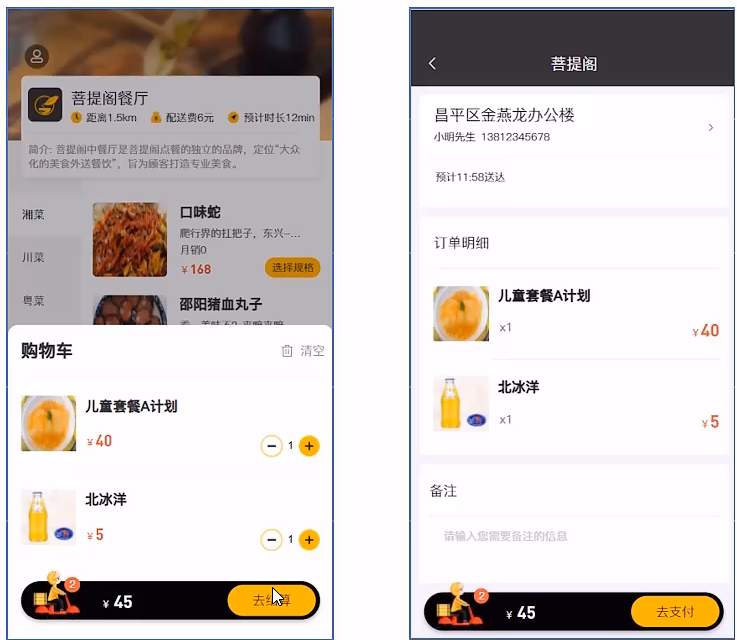 菩提阁餐厅
距离1.5km 配送费6元 预计时长12min
简介: 菩提阁中餐厅是菩提阁点餐的独立的品牌，定位“大众
化的美食外送餐饮”，旨为顾客打造专业美食。
湘菜
川菜
粤菜
口味蛇
爬行界的扛把子，东兴-...
月销0
¥168
选择规格
邵阳猪血丸子
购物车
清空
儿童套餐A计划
¥40
1
北冰洋
¥5
1
2
¥ 45
菩提阁
昌平区金燕龙办公楼
小明先生 13812345678
预计11:58送达
订单明细
儿童套餐A计划
x1
¥40
北冰洋
x1
¥5
备注
请输入您需要备注的信息
2
¥ 45
去支付